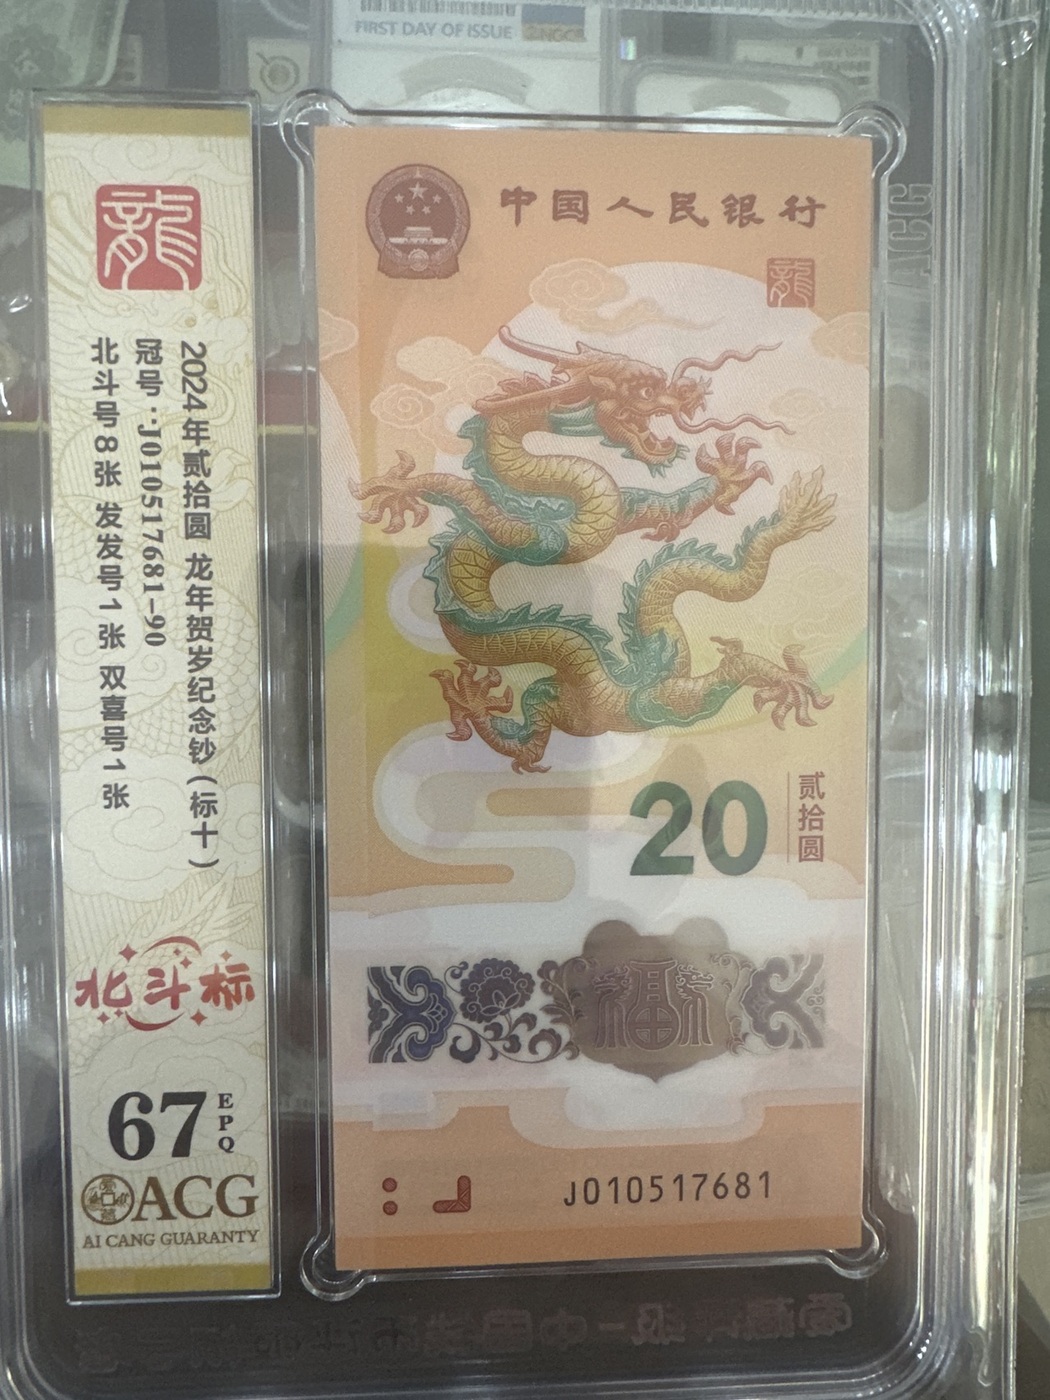 FIRST DAY OF ISSUE
NGC
龍
2024年贰拾圆 龙年贺岁纪念钞(标十)
冠号:J010517681-90
北斗号8张 发发号1张 双喜号1张
北斗标
67
EPQ
ACG
AI CANG GUARANTY
中国人民银行
龍
20
贰拾圆
福
J010517681
ACG